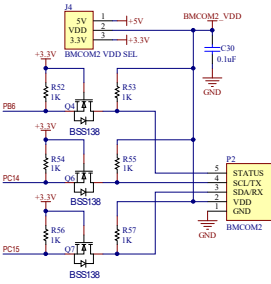 J4
5V 1 +5V
VDD 2
3.3V 3 +3.3V
BMCOM2 VDD SEL
BMCOM2_VDD
C30
0.1uF
GND
+3.3V
R52
1K
R53
1K
PB6
Q4
BSS138
+3.3V
R54
1K
R55
1K
PC14
Q6
BSS138
+3.3V
R56
1K
R57
1K
PC15
Q7
BSS138
P2
5 STATUS
4 SCL/TX
3 SDA/RX
2 VDD
1 GND
BMCOM2
GND